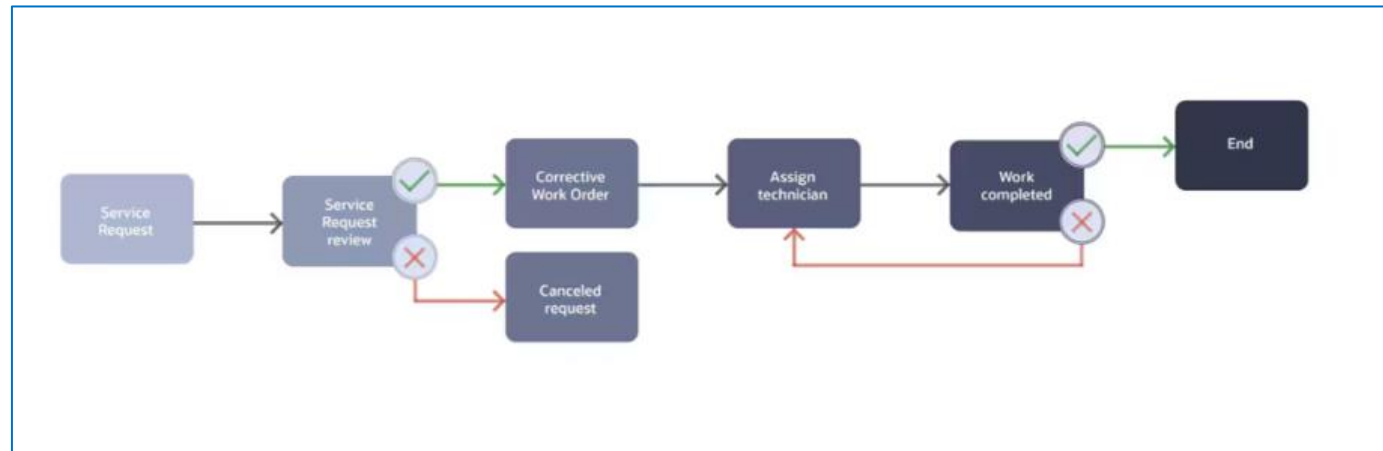 Service
Request
Service
Request
review
Corrective
Work Order
Canceled
request
Assign
technician
Work
completed
End